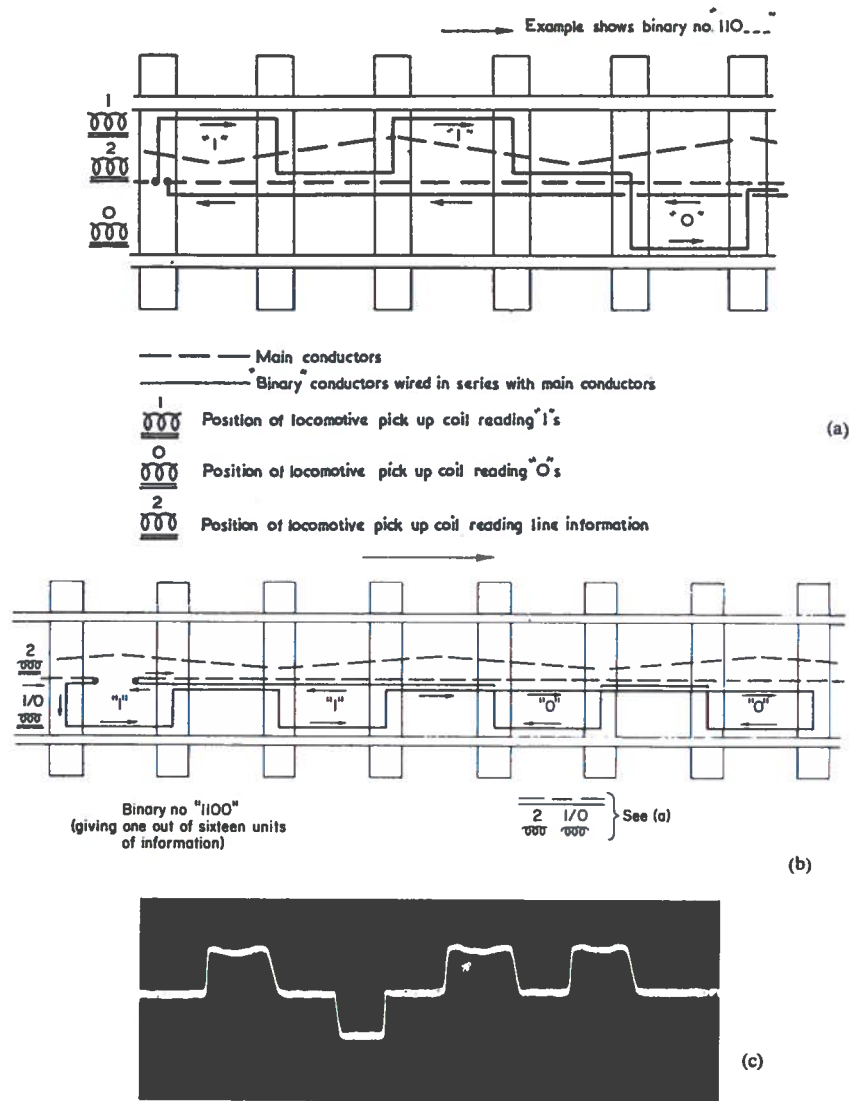 Example shows binary no. "110---"
1
2
0
"1"
"1"
"0"
Main conductors
"Binary" conductors wired in series with main conductors
1
Position of locomotive pick up coil reading "1"s
(a)
0
Position of locomotive pick up coil reading "0"s
2
Position of locomotive pick up coil reading line information
2
1/0
"1"
"1"
"0"
"0"
Binary no "1100"
(giving one out of sixteen units
of information)
2 1/0
See (a)
(b)
(c)